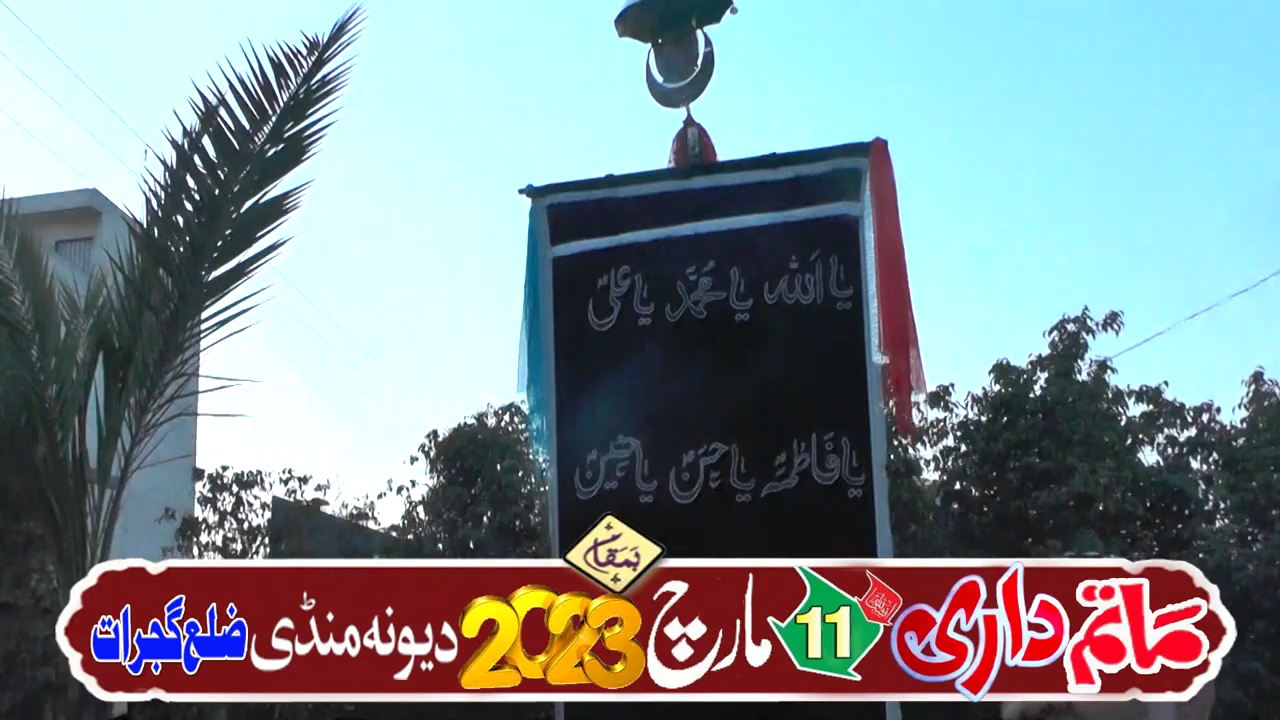 یا اللہ یا محمدؐ یا علیؑ
یا فاطمہؑ یا حسنؑ یا حسینؑ
بمقام
ماتم داری 11 مارچ 2023 دیونہ منڈی ضلع گجرات